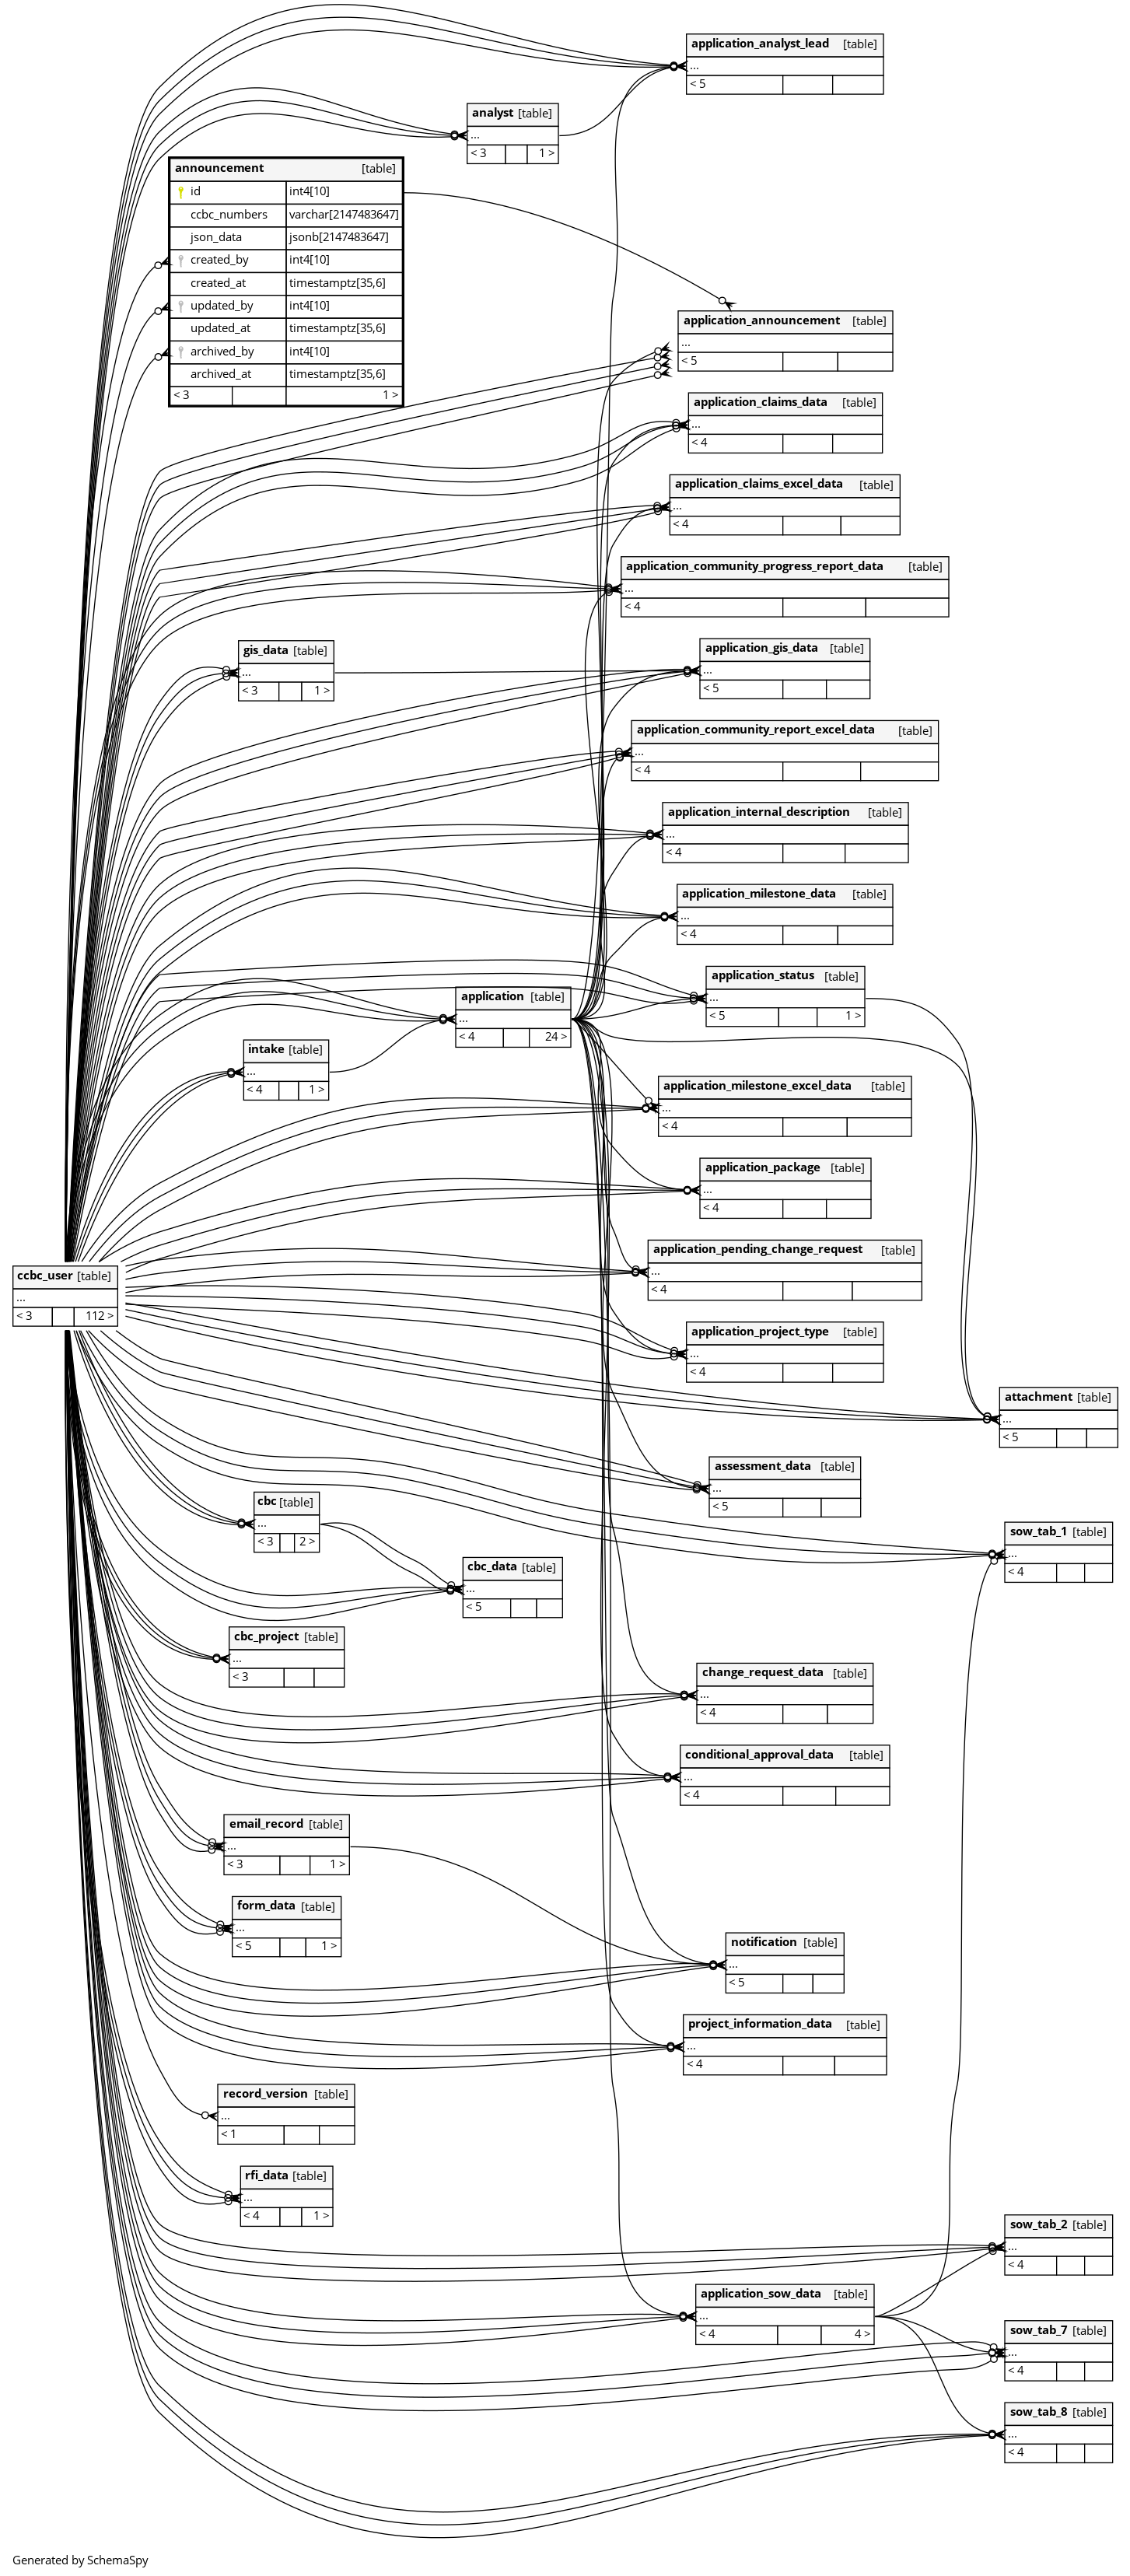 application_analyst_lead [table]
...
< 5
analyst [table]
...
< 3 1 >
announcement [table]
id int4[10]
ccbc_numbers varchar[2147483647]
json_data jsonb[2147483647]
created_by int4[10]
created_at timestamptz[35,6]
updated_by int4[10]
updated_at timestamptz[35,6]
archived_by int4[10]
archived_at timestamptz[35,6]
< 3 1 >
application_announcement [table]
...
< 5
application_claims_data [table]
...
< 4
application_claims_excel_data [table]
...
< 4
application_community_progress_report_data [table]
...
< 4
gis_data [table]
...
< 3 1 >
application_gis_data [table]
...
< 5
application_community_report_excel_data [table]
...
< 4
application_internal_description [table]
...
< 4
application_milestone_data [table]
...
< 4
application_status [table]
...
< 5 1 >
application [table]
...
< 4 24 >
intake [table]
...
< 4 1 >
application_milestone_excel_data [table]
...
< 4
application_package [table]
...
< 4
application_pending_change_request [table]
...
< 4
ccbc_user [table]
...
< 3 112 >
application_project_type [table]
...
< 4
attachment [table]
...
< 5
assessment_data [table]
...
< 5
cbc [table]
...
< 3 2 >
sow_tab_1 [table]
...
< 4
cbc_data [table]
...
< 5
cbc_project [table]
...
< 3
change_request_data [table]
...
< 4
conditional_approval_data [table]
...
< 4
email_record [table]
...
< 3 1 >
form_data [table]
...
< 5 1 >
notification [table]
...
< 5
project_information_data [table]
...
< 4
record_version [table]
...
< 1
rfi_data [table]
...
< 4 1 >
sow_tab_2 [table]
...
< 4
application_sow_data [table]
...
< 4 4 >
sow_tab_7 [table]
...
< 4
sow_tab_8 [table]
...
< 4
Generated by SchemaSpy